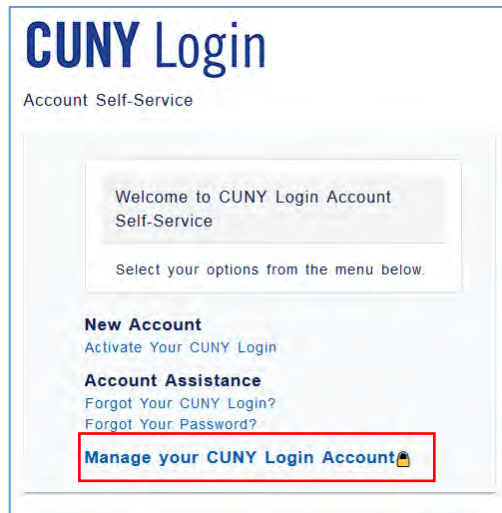 CUNY Login
Account Self-Service
Welcome to CUNY Login Account
Self-Service
Select your options from the menu below.
New Account
Activate Your CUNY Login
Account Assistance
Forgot Your CUNY Login?
Forgot Your Password?
Manage your CUNY Login Account